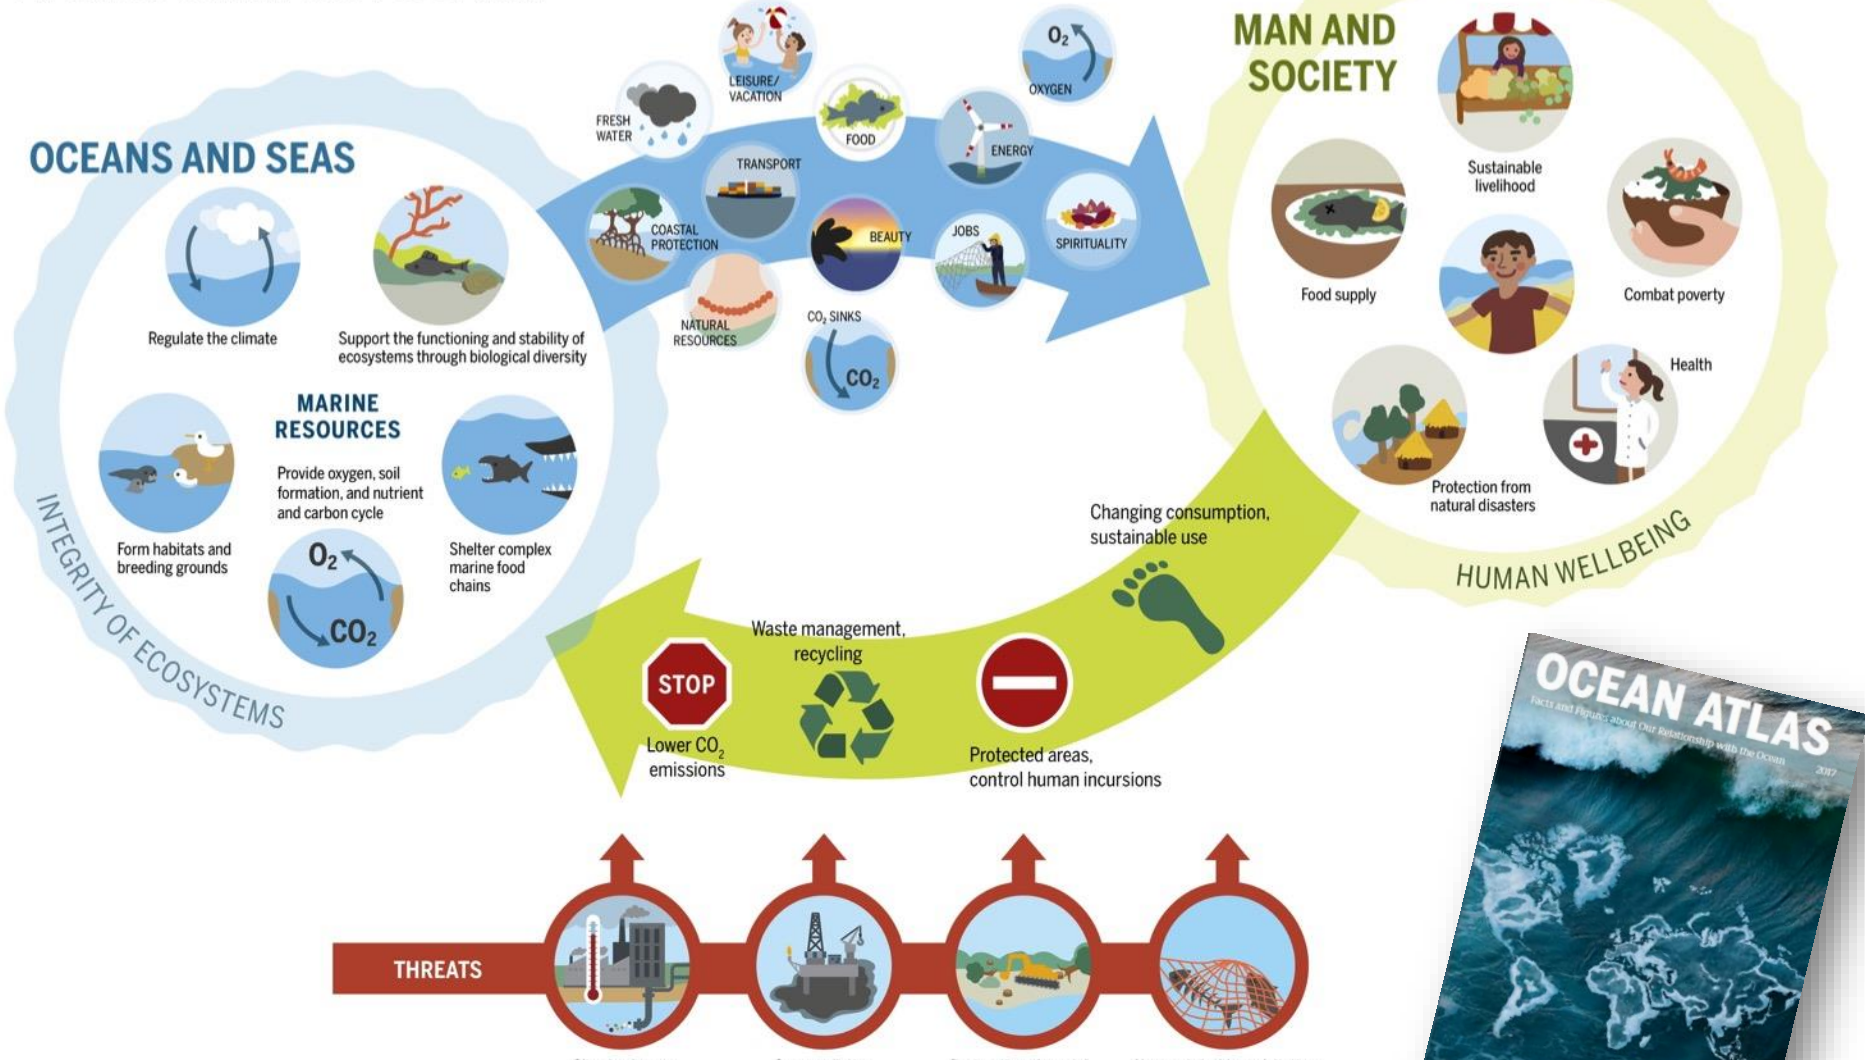 OCEANS AND SEAS
Regulate the climate
Support the functioning and stability of
ecosystems through biological diversity
MARINE
RESOURCES
Provide oxygen, soil
formation, and nutrient
and carbon cycle
Form habitats and
breeding grounds
O₂
CO₂
Shelter complex
marine food
chains
INTEGRITY OF ECOSYSTEMS
LEISURE/
VACATION
O₂
OXYGEN
FRESH
WATER
FOOD
ENERGY
TRANSPORT
COASTAL
PROTECTION
BEAUTY
JOBS
SPIRITUALITY
NATURAL
RESOURCES
CO₂ SINKS
CO₂
MAN AND
SOCIETY
Sustainable
livelihood
Food supply
Combat poverty
Health
Protection from
natural disasters
HUMAN WELLBEING
Changing consumption,
sustainable use
Waste management,
recycling
STOP
Lower CO₂
emissions
Protected areas,
control human incursions
THREATS
OCEAN ATLAS
Facts and Figures about Our Relationship with the Ocean
2017